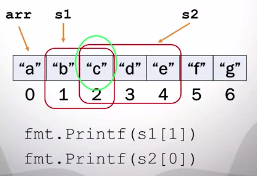 arr s1 s2
“a” “b” “c” “d” “e” “f” “g”
0 1 2 3 4 5 6
fmt.Printf(s1[1])
fmt.Printf(s2[0])